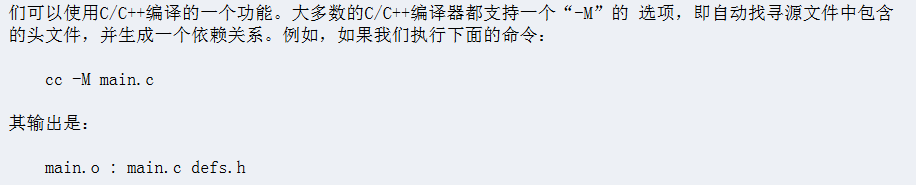 们可以使用C/C++编译的一个功能。大多数的C/C++编译器都支持一个“-M”的 选项，即自动找寻源文件中包含
的头文件，并生成一个依赖关系。例如，如果我们执行下面的命令：
cc -M main.c
其输出是：
main.o : main.c defs.h